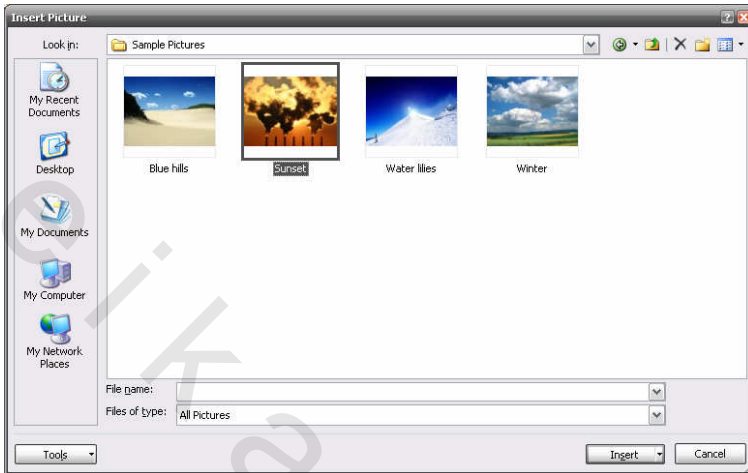 Insert Picture
Look in:
Sample Pictures
My Recent
Documents
Desktop
My Documents
My Computer
My Network
Places
Blue hills
Sunset
Water lilies
Winter
File name:
Files of type:
All Pictures
Tools
Insert
Cancel
e l k a